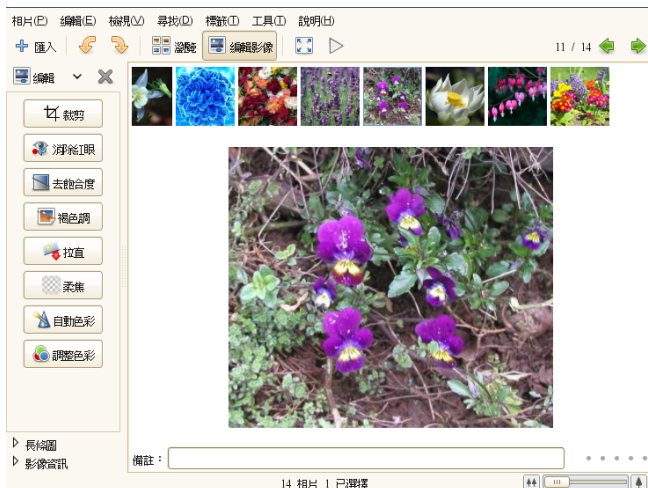 相片(P) 編輯(E) 檢視(V) 尋找(D) 標籤(T) 工具(T) 說明(H)
匯入 瀏覽 編輯影像 11 / 14
編輯
裁剪
消除紅眼
去飽合度
褐色調
拉直
柔焦
自動色彩
調整色彩
長條圖
影像資訊
備註：
14 相片 1 已選擇